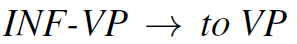 INF-VP → to VP